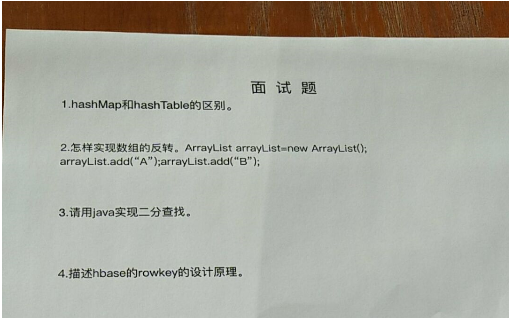 面 试 题
1.hashMap和hashTable的区别。
2.怎样实现数组的反转。ArrayList arrayList=new ArrayList();
arrayList.add(“A”);arrayList.add(“B”);
3.请用java实现二分查找。
4.描述hbase的rowkey的设计原理。